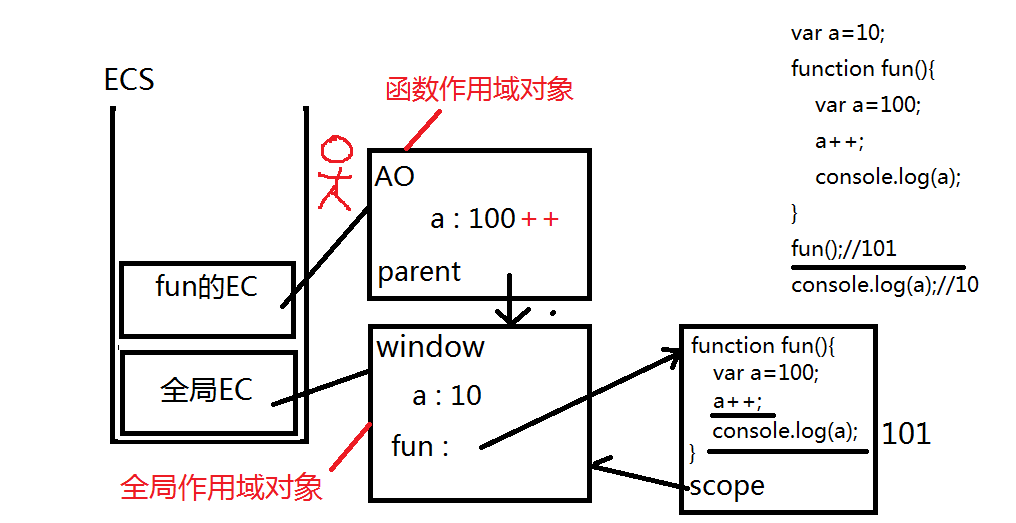 ECS
函数作用域对象
AO
a : 100++
parent
fun的EC
全局EC
window
a : 10
fun :
全局作用域对象
var a=10;
function fun(){
var a=100;
a++;
console.log(a);
}
fun();//101
console.log(a);//10
function fun(){
var a=100;
a++;
console.log(a);
}
101
scope